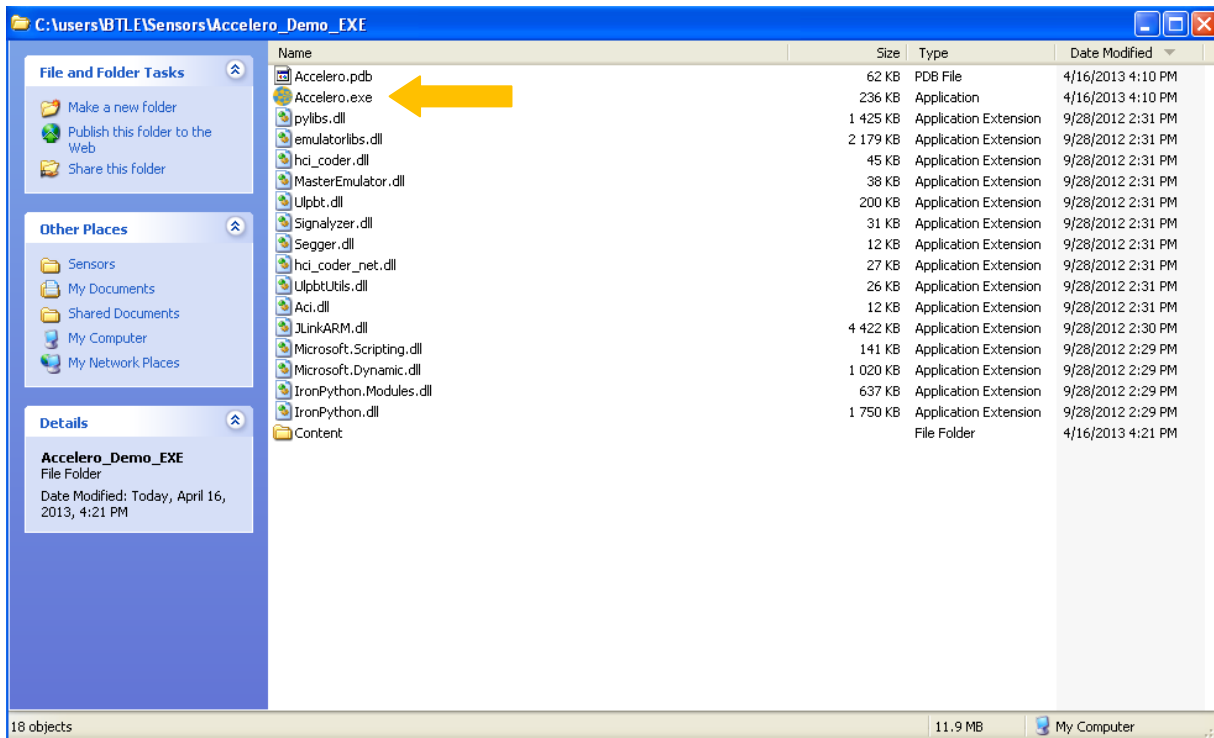 C:\users\BTLE\Sensors\Accelero_Demo_EXE
File and Folder Tasks
Make a new folder
Publish this folder to the
Web
Share this folder
Other Places
Sensors
My Documents
Shared Documents
My Computer
My Network Places
Details
Accelero_Demo_EXE
File Folder
Date Modified: Today, April 16,
2013, 4:21 PM
Name Size Type Date Modified
Accelero.pdb 62 KB PDB File 4/16/2013 4:10 PM
Accelero.exe 236 KB Application 4/16/2013 4:10 PM
pylibs.dll 1 425 KB Application Extension 9/28/2012 2:31 PM
emulatorlibs.dll 2 179 KB Application Extension 9/28/2012 2:31 PM
hci_coder.dll 45 KB Application Extension 9/28/2012 2:31 PM
MasterEmulator.dll 38 KB Application Extension 9/28/2012 2:31 PM
Ulpbt.dll 200 KB Application Extension 9/28/2012 2:31 PM
Signalyzer.dll 31 KB Application Extension 9/28/2012 2:31 PM
Segger.dll 12 KB Application Extension 9/28/2012 2:31 PM
hci_coder_net.dll 27 KB Application Extension 9/28/2012 2:31 PM
UlpbtUtils.dll 26 KB Application Extension 9/28/2012 2:31 PM
Aci.dll 12 KB Application Extension 9/28/2012 2:31 PM
JLinkARM.dll 4 422 KB Application Extension 9/28/2012 2:30 PM
Microsoft.Scripting.dll 141 KB Application Extension 9/28/2012 2:29 PM
Microsoft.Dynamic.dll 1 020 KB Application Extension 9/28/2012 2:29 PM
IronPython.Modules.dll 637 KB Application Extension 9/28/2012 2:29 PM
IronPython.dll 1 750 KB Application Extension 9/28/2012 2:29 PM
Content File Folder 4/16/2013 4:21 PM
18 objects 11.9 MB My Computer